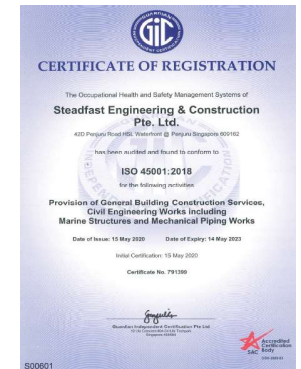 GIC
CERTIFICATE OF REGISTRATION
The Occupational Health and Safety Management Systems of
Steadfast Engineering & Construction
Pte. Ltd.
42D Penjuru Road HSL Waterfront @ Penjuru Singapore 609162
has been audited and found to conform to
ISO 45001:2018
for the following activities
Provision of General Building Construction Services,
Civil Engineering Works including
Marine Structures and Mechanical Piping Works
Date of Issue: 15 May 2020 Date of Expiry: 14 May 2023
Initial Certification: 15 May 2020
Certificate No. 791399
Guardian Independent Certification Pte Ltd
SAC
Accredited
Certification
Body
S00601